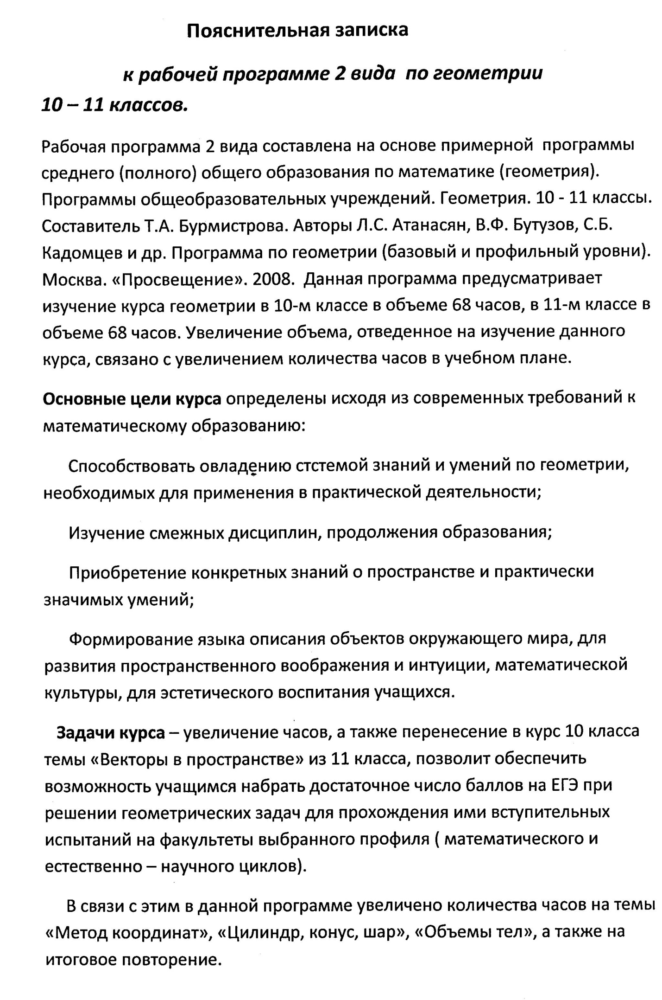 Пояснительная записка
к рабочей программе 2 вида  по геометрии
10 – 11 классов.
Рабочая программа 2 вида составлена на основе примерной  программы
среднего (полного) общего образования по математике (геометрия).
Программы общеобразовательных учреждений. Геометрия. 10 - 11 классы.
Составитель Т.А. Бурмистрова. Авторы Л.С. Атанасян, В.Ф. Бутузов, С.Б.
Кадомцев и др. Программа по геометрии (базовый и профильный уровни).
Москва. «Просвещение». 2008.  Данная программа предусматривает
изучение курса геометрии в 10-м классе в объеме 68 часов, в 11-м классе в
объеме 68 часов. Увеличение объема, отведенное на изучение данного
курса, связано с увеличением количества часов в учебном плане.
Основные цели курса определены исходя из современных требований к
математическому образованию:
Способствовать овладению стстемой знаний и умений по геометрии,
необходимых для применения в практической деятельности;
Изучение смежных дисциплин, продолжения образования;
Приобретение конкретных знаний о пространстве и практически
значимых умений;
Формирование языка описания объектов окружающего мира, для
развития пространственного воображения и интуиции, математической
культуры, для эстетического воспитания учащихся.
Задачи курса – увеличение часов, а также перенесение в курс 10 класса
темы «Векторы в пространстве» из 11 класса, позволит обеспечить
возможность учащимся набрать достаточное число баллов на ЕГЭ при
решении геометрических задач для прохождения ими вступительных
испытаний на факультеты выбранного профиля ( математического и
естественно – научного циклов).
В связи с этим в данной программе увеличено количества часов на темы
«Метод координат», «Цилиндр, конус, шар», «Объемы тел», а также на
итоговое повторение.